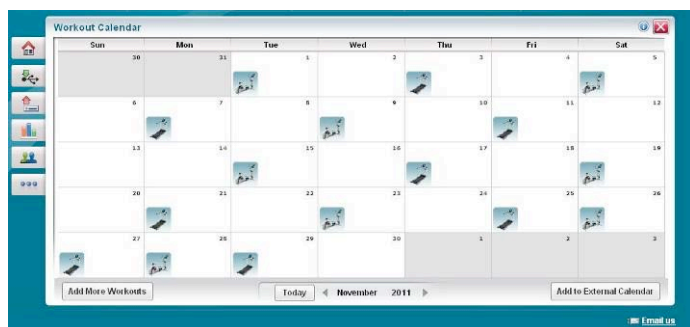 Workout Calendar
Sun Mon Tue Wed Thu Fri Sat
30 31 1 2 3 4 5
6 7 8 9 10 11 12
13 14 15 16 17 18 19
20 21 22 23 24 25 26
27 28 29 30 1 2 3
Add More Workouts Today November 2011 Add to External Calendar
Email us